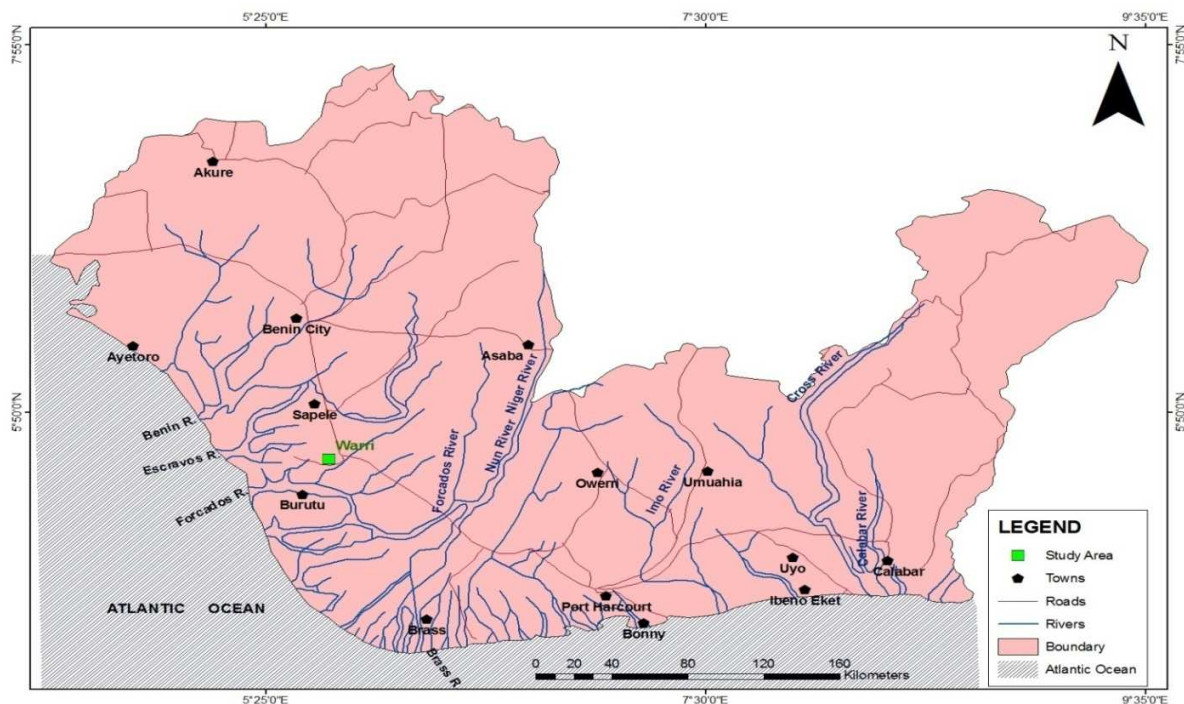 5°25'0"E
7°30'0"E
9°35'0"E
7°55'0"N
7°55'0"N
N
Akure
Benin City
Ayetoro
Asaba
Cross River
Niger River
Nun River
Sapele
5°50'0"N
5°50'0"N
Benin R.
Warri
Escravos R.
Forcados River
Forcados R.
Burutu
Owerri
Imo River
Umuahia
Calabar River
LEGEND
Study Area
Towns
Roads
Rivers
Boundary
Atlantic Ocean
Uyo
Calabar
Ibeno Eket
ATLANTIC OCEAN
Port Harcourt
Brass
Bonny
Brass R
0 20 40 80 120 160
Kilometers
5°25'0"E
7°30'0"E
9°35'0"E